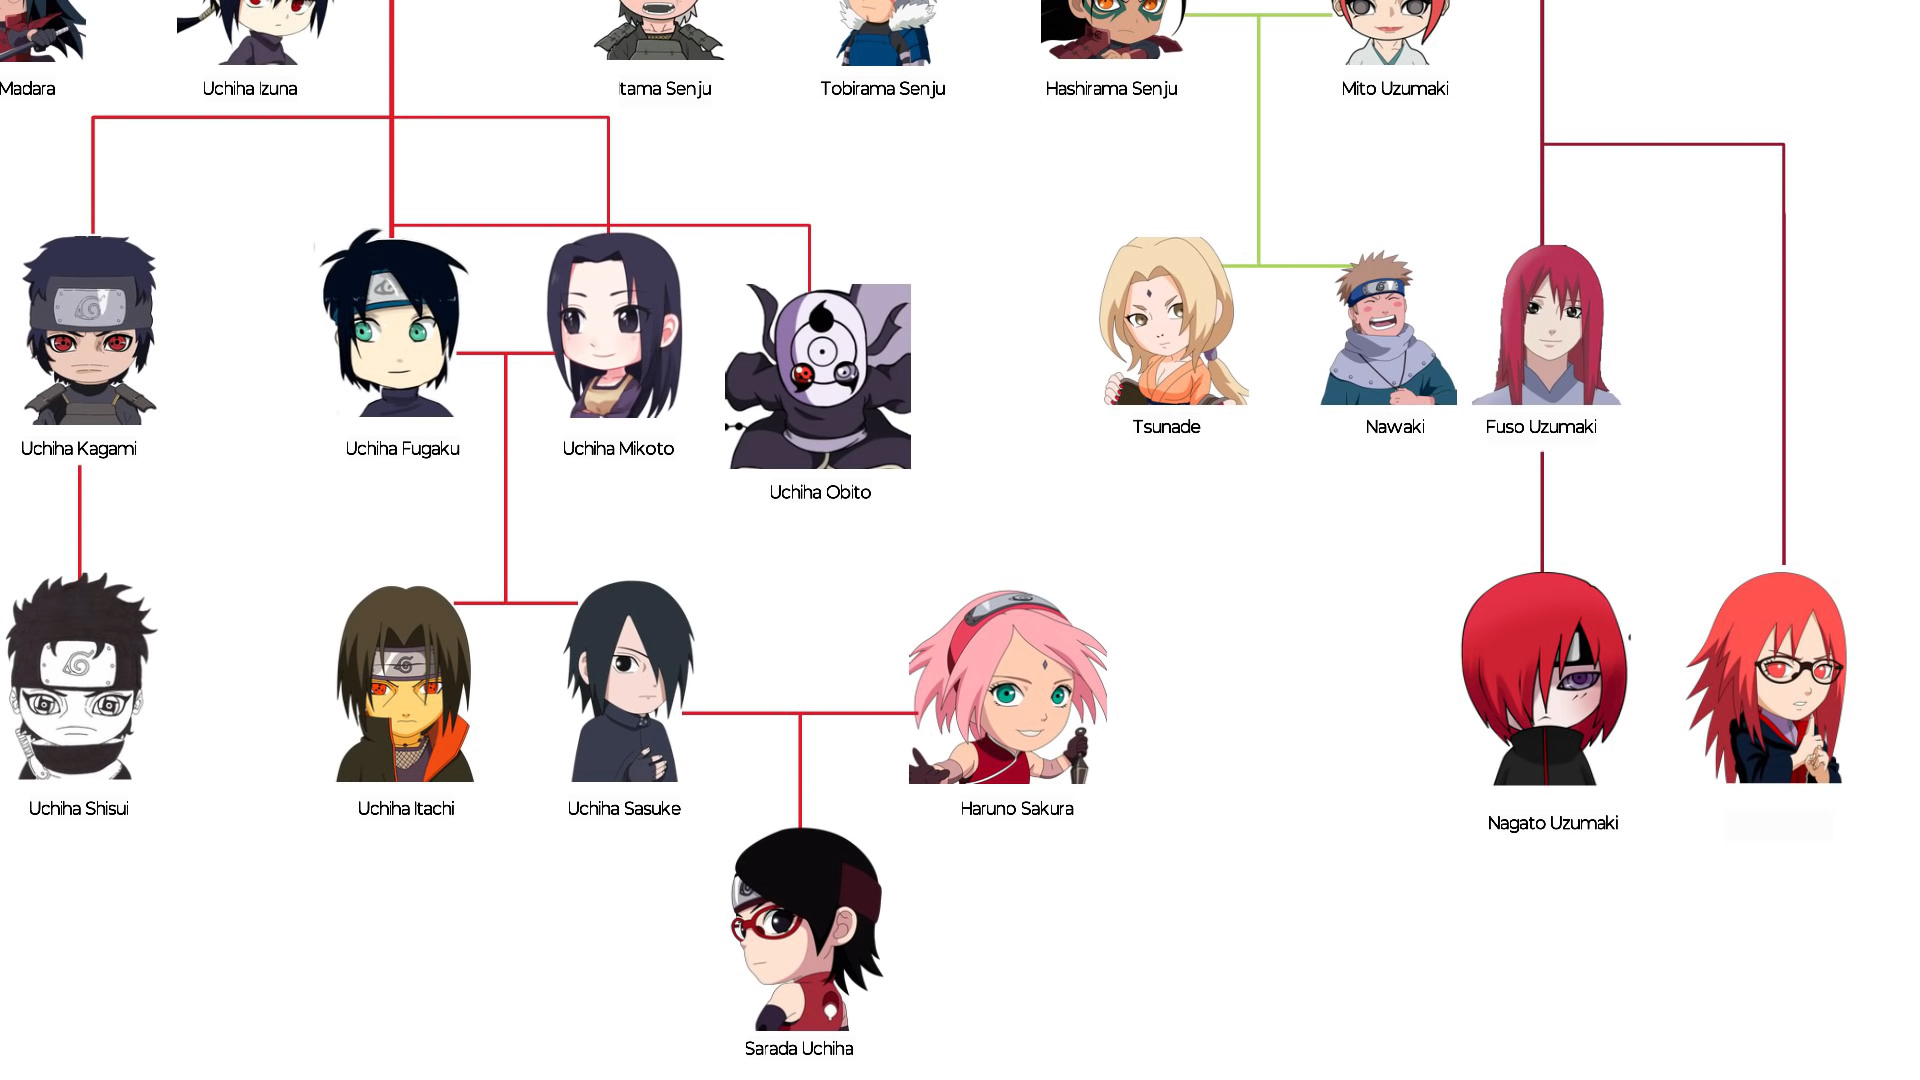 Madara
Uchiha Izuna
Itama Senju
Tobirama Senju
Hashirama Senju
Mito Uzumaki
Uchiha Kagami
Uchiha Fugaku
Uchiha Mikoto
Uchiha Obito
Tsunade
Nawaki
Fuso Uzumaki
Uchiha Shisui
Uchiha Itachi
Uchiha Sasuke
Haruno Sakura
Nagato Uzumaki
Sarada Uchiha